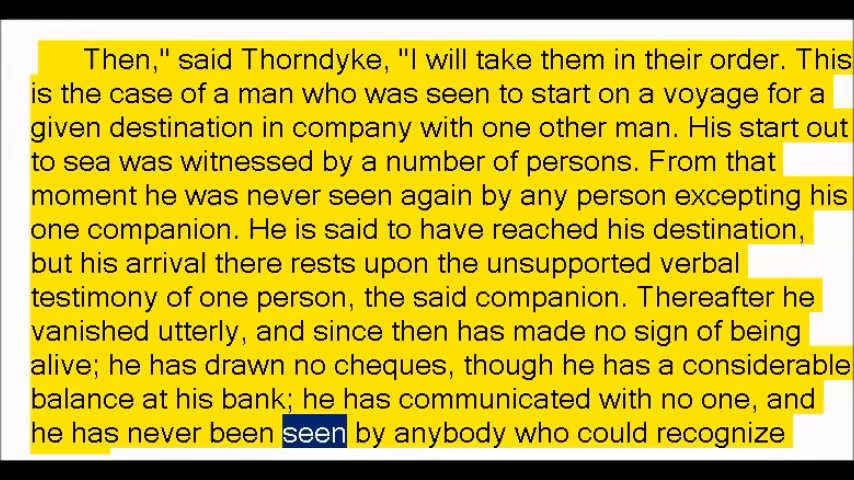 Then," said Thorndyke, "I will take them in their order. This
is the case of a man who was seen to start on a voyage for a
given destination in company with one other man. His start out
to sea was witnessed by a number of persons. From that
moment he was never seen again by any person excepting his
one companion. He is said to have reached his destination,
but his arrival there rests upon the unsupported verbal
testimony of one person, the said companion. Thereafter he
vanished utterly, and since then has made no sign of being
alive; he has drawn no cheques, though he has a considerable
balance at his bank; he has communicated with no one, and
he has never been seen by anybody who could recognize